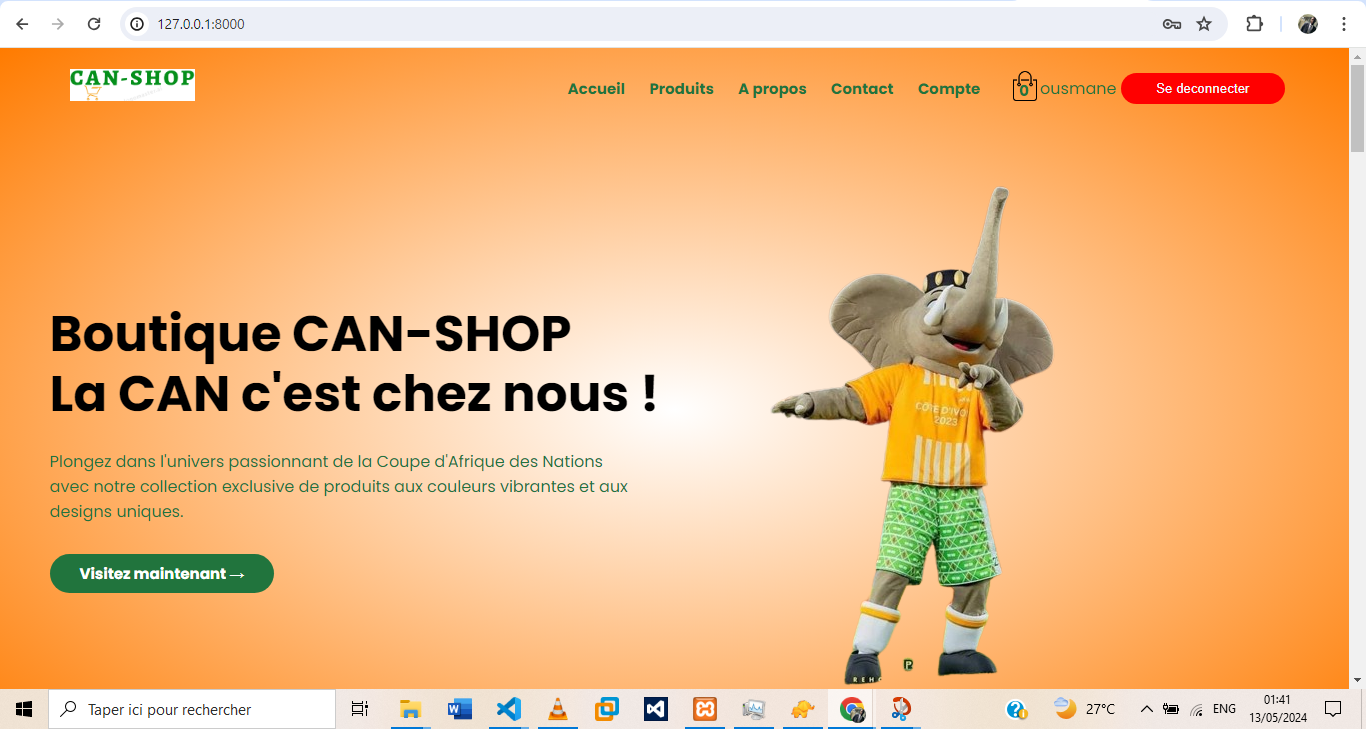 127.0.0.1:8000
CAN-SHOP
Accueil
Produits
A propos
Contact
Compte
0
ousmane
Se deconnecter
Boutique CAN-SHOP
La CAN c'est chez nous !
Plongez dans l'univers passionnant de la Coupe d'Afrique des Nations
avec notre collection exclusive de produits aux couleurs vibrantes et aux
designs uniques.
Visitez maintenant →
CÔTE D'IVOI
2023
Taper ici pour rechercher
27°C
ENG
01:41
13/05/2024